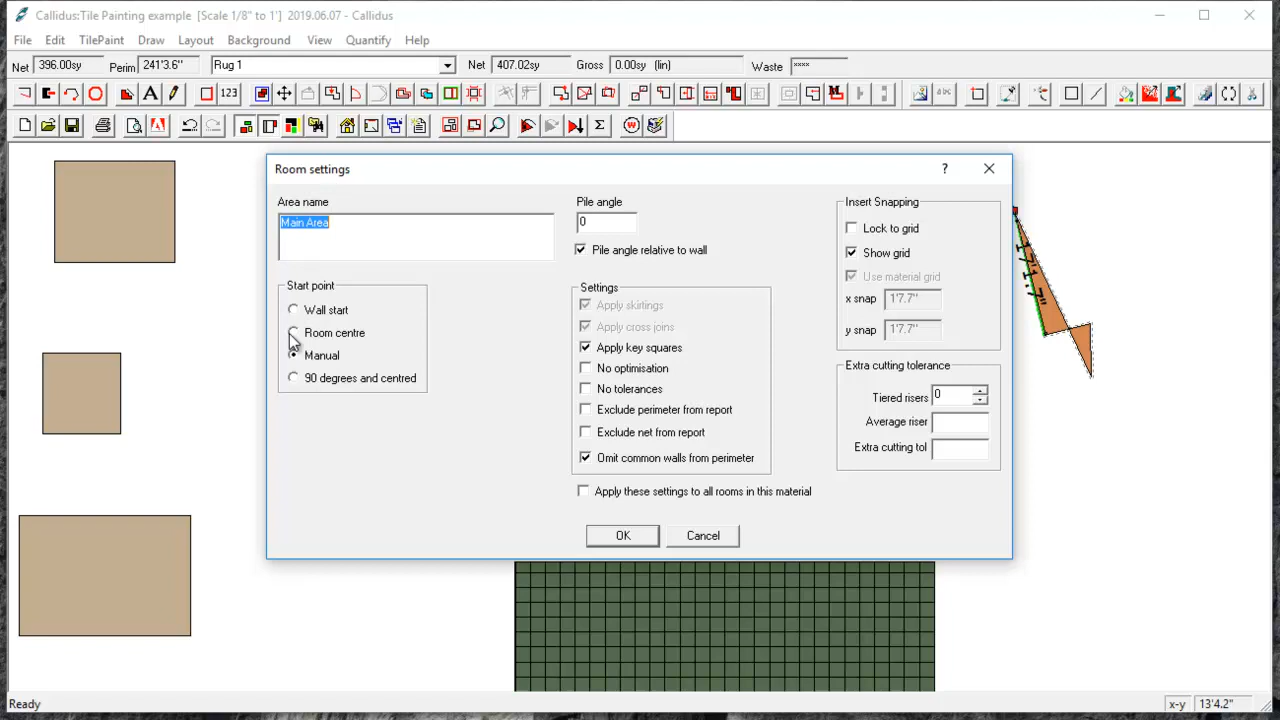 Callidus:Tile Painting example [Scale 1/8" to 1'] 2019.06.07 - Callidus
File Edit TilePaint Draw Layout Background View Quantify Help
Net 396.00sy Perim 241'3.6" Rug 1 Net 407.02sy Gross 0.00sy (lin) Waste ****
123
Room settings ?
Area name
Main Area
Pile angle
0
Pile angle relative to wall
Insert Snapping
Lock to grid
Show grid
Use material grid
x snap 1'7.7"
y snap 1'7.7"
Start point
Wall start
Room centre
Manual
90 degrees and centred
Settings
Apply skirtings
Apply cross joins
Apply key squares
No optimisation
No tolerances
Exclude perimeter from report
Exclude net from report
Omit common walls from perimeter
Extra cutting tolerance
Tiered risers 0
Average riser
Extra cutting tol
Apply these settings to all rooms in this material
OK Cancel
17'1.7"
Ready x-y 13'4.2"